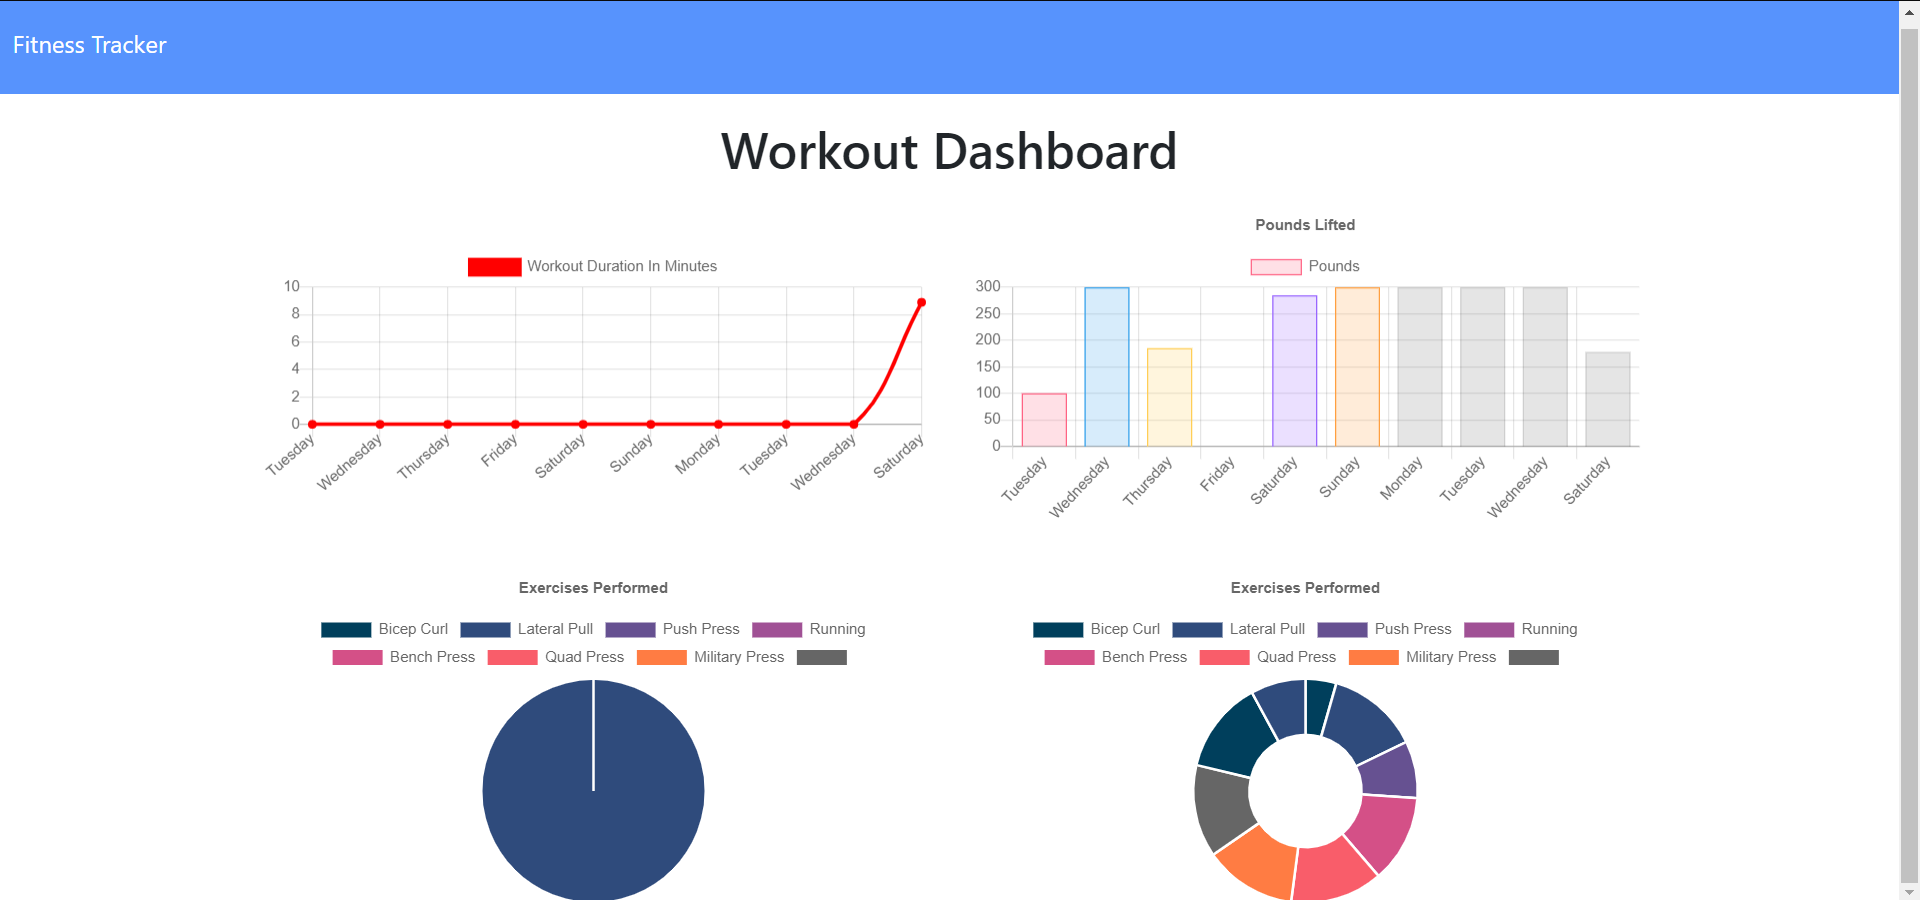 Fitness Tracker
Workout Dashboard
Workout Duration In Minutes
10
8
6
4
2
0
Tuesday Wednesday Thursday Friday Saturday Sunday Monday Tuesday Wednesday Saturday
Pounds Lifted
Pounds
300
250
200
150
100
50
0
Tuesday Wednesday Thursday Friday Saturday Sunday Monday Tuesday Wednesday Saturday
Exercises Performed
Bicep Curl Lateral Pull Push Press Running
Bench Press Quad Press Military Press
Exercises Performed
Bicep Curl Lateral Pull Push Press Running
Bench Press Quad Press Military Press